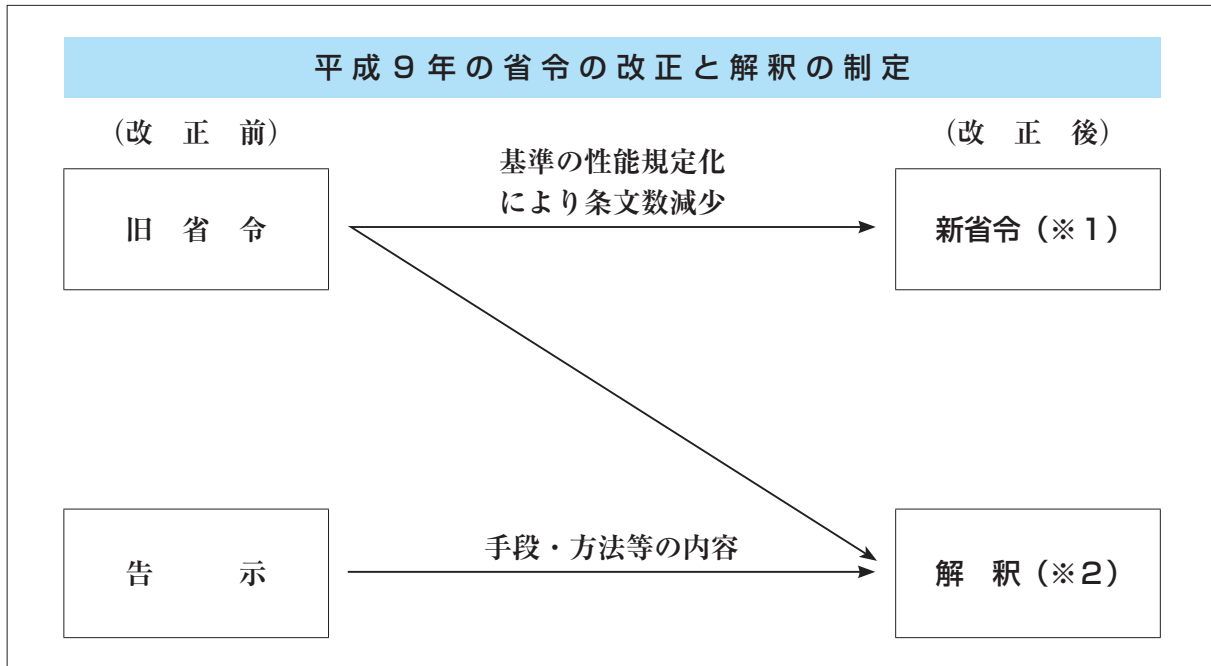 平成9年の省令の改正と解釈の制定
(改正前)
(改正後)
基準の性能規定化
により条文数減少
旧省令
新省令(※1)
手段・方法等の内容
告示
解釈(※2)